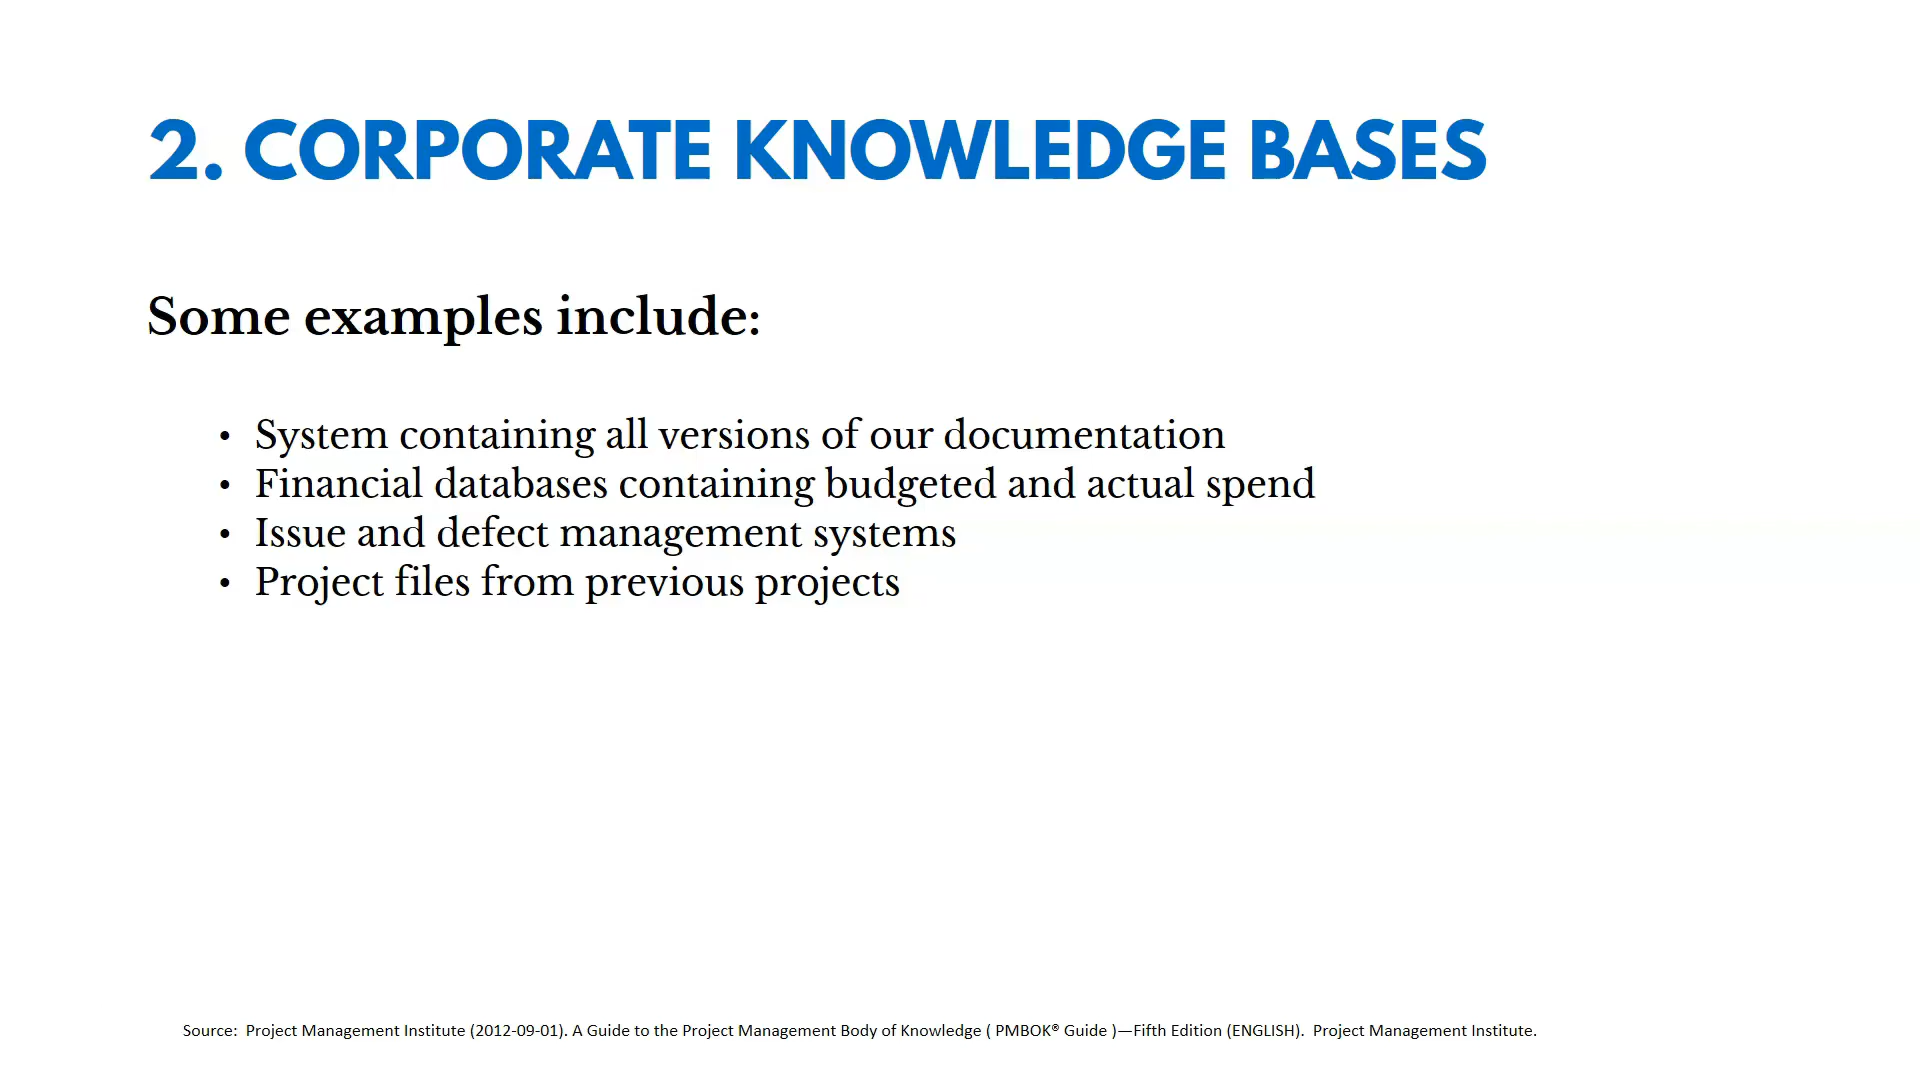 2. CORPORATE KNOWLEDGE BASES
Some examples include:
• System containing all versions of our documentation
• Financial databases containing budgeted and actual spend
• Issue and defect management systems
• Project files from previous projects
Source:  Project Management Institute (2012-09-01). A Guide to the Project Management Body of Knowledge ( PMBOK® Guide )—Fifth Edition (ENGLISH).  Project Management Institute.